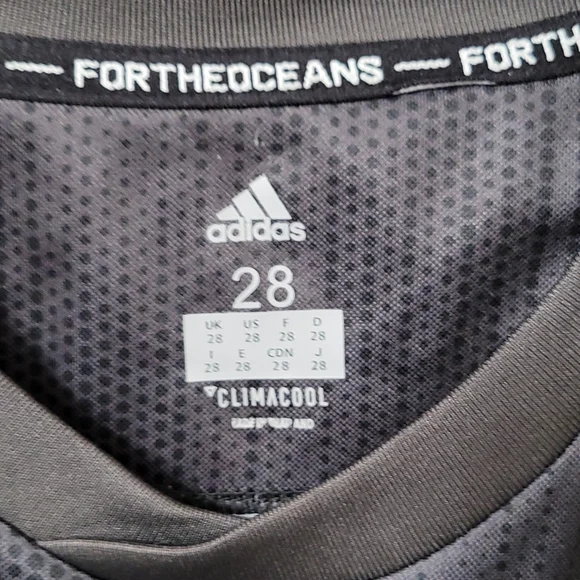 FORTHEOCEANS — FORTH
adidas
28
UK US F D
28 28 28 28
I E CDN J
28 28 28 28
CLIMACOOL